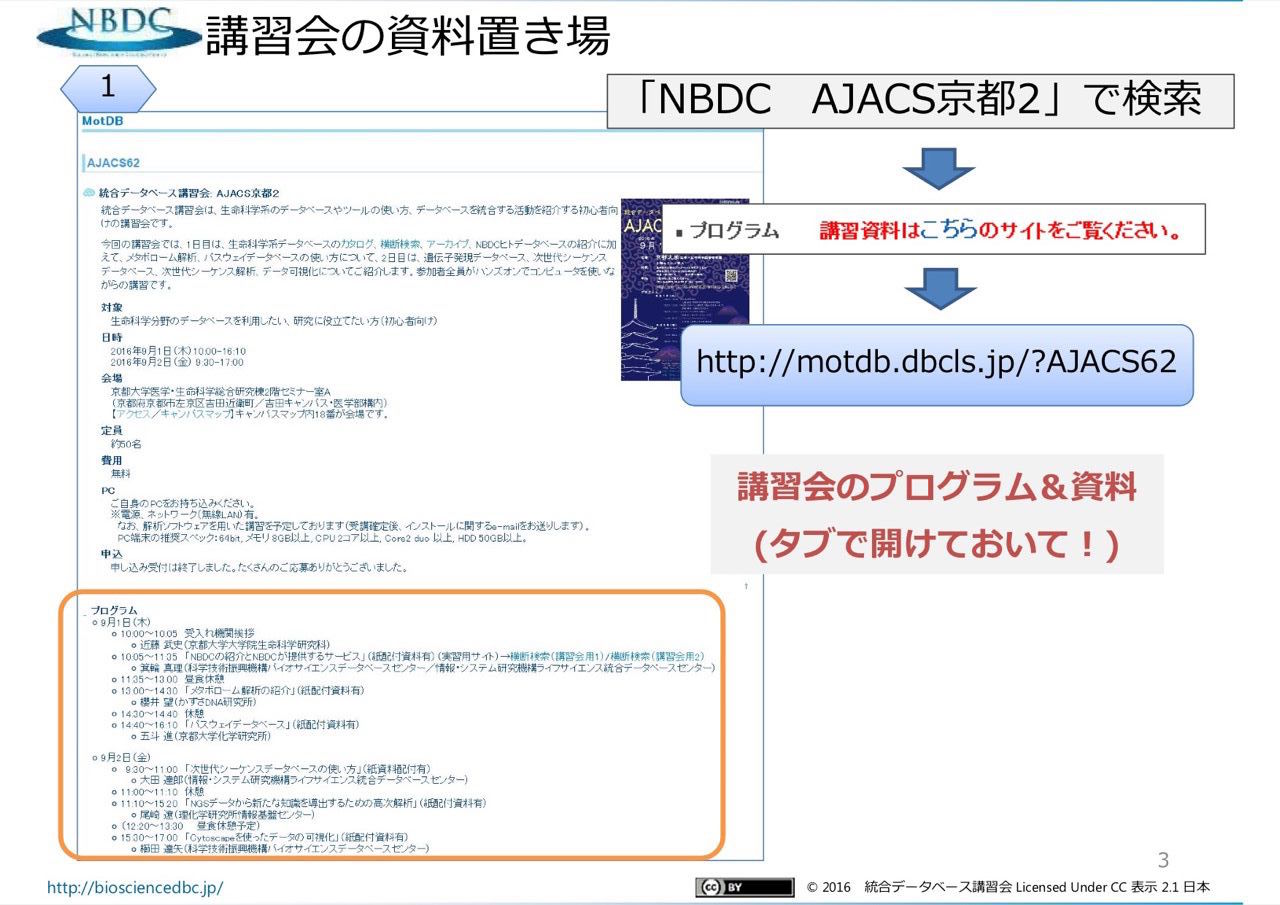 NBDC
講習会の資料置き場
1
「NBDC　AJACS京都2」で検索
MotDB
AJACS62
統合データベース講習会: AJACS京都2
統合データベース講習会は、生命科学系のデータベースやツールの使い方、データベースを統合する活動を紹介する初心者向
けの講習会です。
今回の講習会では、1日目は、生命科学系データベースのカタログ、横断検索、アーカイブ、NBDCヒトデータベースの紹介に加
えて、メタボローム解析、パスウェイデータベースの使い方について、2日目は、遺伝子発現データベース、次世代シーケンス
データベース、次世代シーケンス解析、データ可視化についてご紹介します。参加者全員がハンズオンでコンピュータを使いな
がらの講習です。
対象
生命科学分野のデータベースを利用したい、研究に役立てたい方（初心者向け）
日時
2016年9月1日（木）10:00-16:10
2016年9月2日（金） 9:30-17:00
会場
京都大学医学・生命科学総合研究棟2階セミナー室A
（京都府京都市左京区吉田近衛町／吉田キャンパス・医学部構内）
【アクセス／キャンパスマップ】キャンパスマップ内18番が会場です。
定員
約50名
費用
無料
PC
ご自身のPCをお持ち込みください。
※電源、ネットワーク（無線LAN）有。
なお、解析ソフトウェアを用いた講習を予定しております（受講確定後、インストールに関するe-mailをお送りします）。
PC端末の推奨スペック：64bit, メモリ 8GB以上, CPU 2コア以上, Core2 duo 以上, HDD 50GB以上。
申込
申し込み受付は終了しました。たくさんのご応募ありがとうございました。
プログラム　講習資料はこちらのサイトをご覧ください。
http://motdb.dbcls.jp/?AJACS62
講習会のプログラム＆資料
(タブで開けておいて！)
プログラム
9月1日（木）
10:00～10:05 受入れ機関挨拶
近藤 武史（京都大学大学院生命科学研究科）
10:05～11:35 「NBDCの紹介とNBDCが提供するサービス」（紙配付資料有）（実習用サイト）→横断検索（講習会用1）/横断検索（講習会用2）
箕輪 真理（科学技術振興機構バイオサイエンスデータベースセンター／情報・システム研究機構ライフサイエンス統合データベースセンター）
11:35～13:00 昼食休憩
13:00～14:30 「メタボローム解析の紹介」（紙配付資料有）
櫻井 望（かずさDNA研究所）
14:30～14:40 休憩
14:40～16:10 「パスウェイデータベース」（紙配付資料有）
五斗 進（京都大学化学研究所）
9月2日（金）
9:30～11:00 「次世代シーケンスデータベースの使い方」（紙資料配付有）
大田 達郎（情報・システム研究機構ライフサイエンス統合データベースセンター）
11:00～11:10 休憩
11:10～15:20 「NGSデータから新たな知識を導出するための高次解析」（紙配付資料有）
尾崎 遼（理化学研究所情報基盤センター）
（12:20～13:30 昼食休憩予定）
15:30～17:00 「Cytoscapeを使ったデータの可視化」（紙配付資料有）
櫛田 達矢（科学技術振興機構バイオサイエンスデータベースセンター）
3
http://biosciencedbc.jp/
cc BY
© 2016　統合データベース講習会 Licensed Under CC 表示 2.1 日本